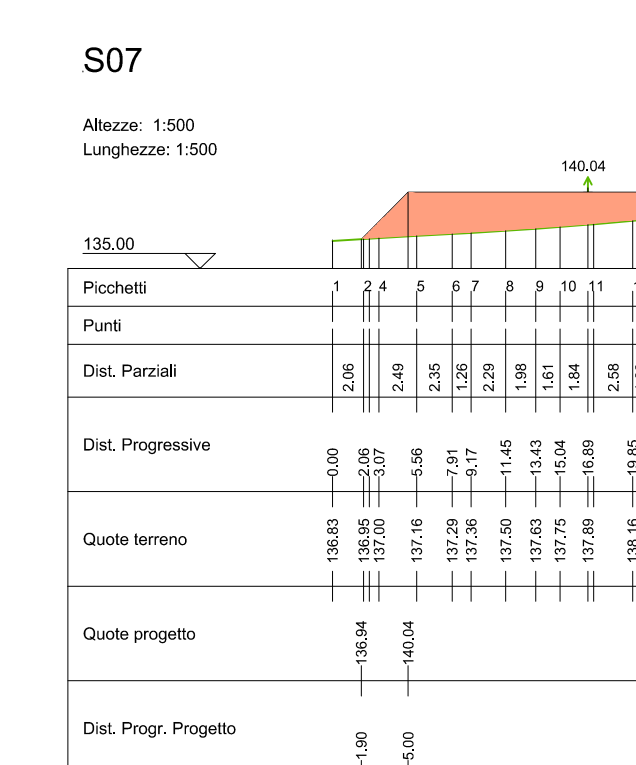 S07
Altezze: 1:500
Lunghezze: 1:500
140.04
135.00
Picchetti 1 2 4 5 6 7 8 9 10 11
Punti
Dist. Parziali 2.06 2.49 2.35 1.26 2.29 1.98 1.61 1.84 2.58
Dist. Progressive 0.00 2.06 3.07 5.56 7.91 9.17 11.45 13.43 15.04 16.89 19.85
Quote terreno 136.83 136.95 137.00 137.16 137.29 137.36 137.50 137.63 137.75 137.89 138.16
Quote progetto 136.94 140.04
Dist. Progr. Progetto 1.90 5.00